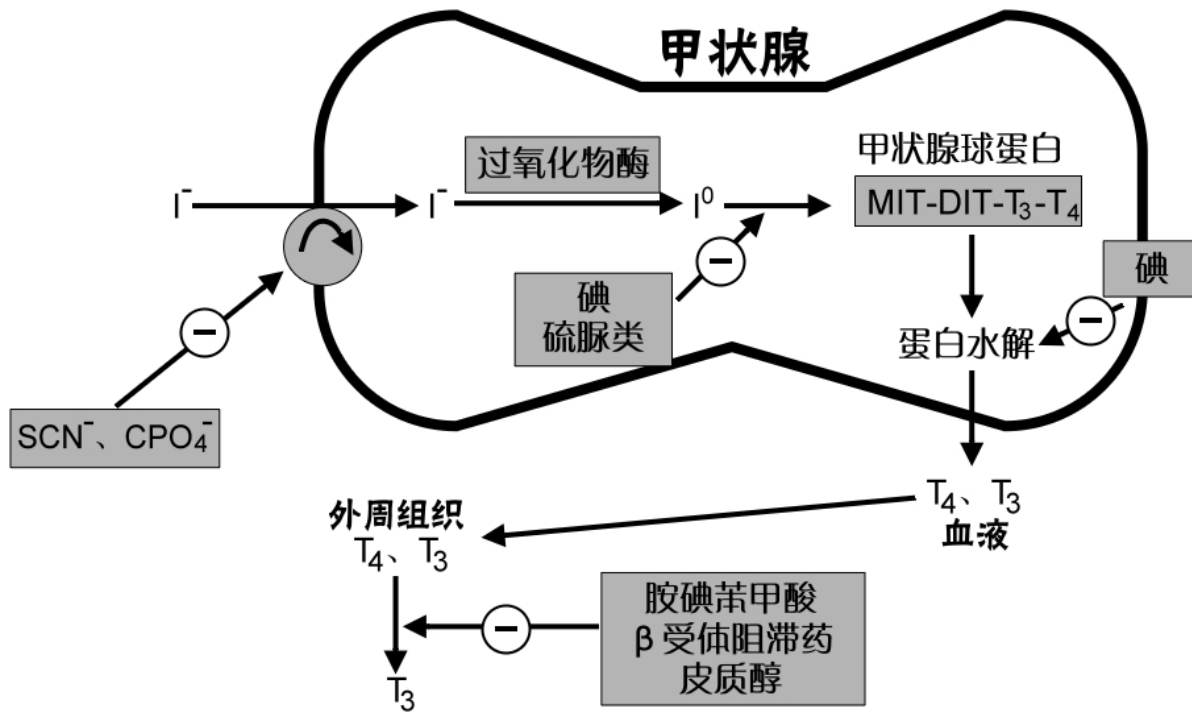 甲状腺
过氧化物酶
甲状腺球蛋白
I⁻
I⁻
I⁰
MIT-DIT-T₃-T₄
碘
碘
硫脲类
蛋白水解
SCN⁻、CPO₄⁻
T₄、T₃
血液
外周组织
T₄、T₃
胺碘苯甲酸
β受体阻滞药
皮质醇
T₃